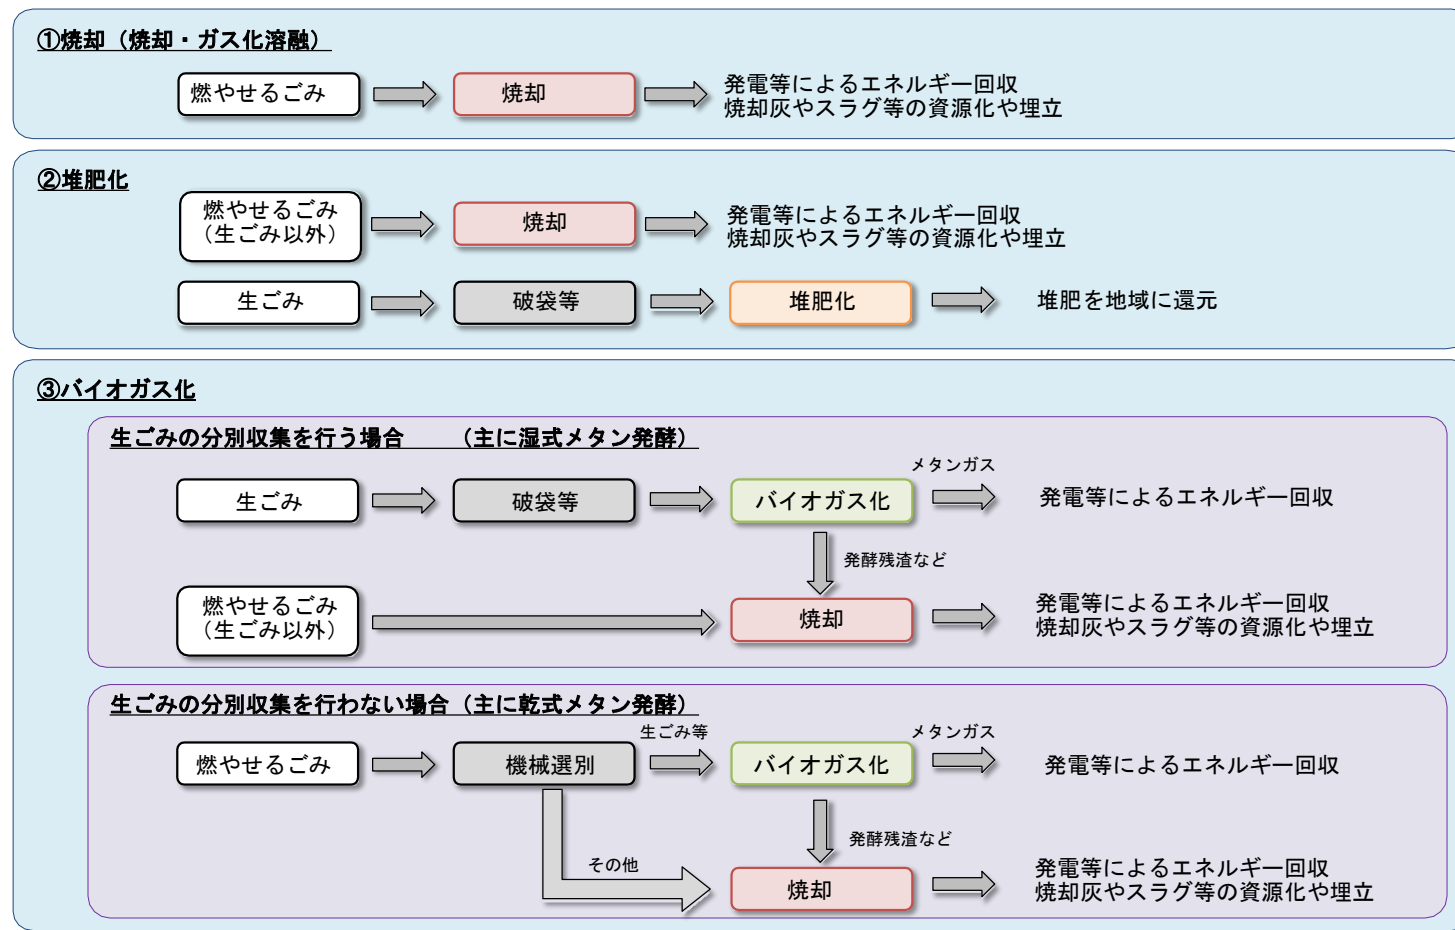 ①焼却（焼却・ガス化溶融）
燃やせるごみ
焼却
発電等によるエネルギー回収
焼却灰やスラグ等の資源化や埋立
②堆肥化
燃やせるごみ
（生ごみ以外）
焼却
発電等によるエネルギー回収
焼却灰やスラグ等の資源化や埋立
生ごみ
破袋等
堆肥化
堆肥を地域に還元
③バイオガス化
生ごみの分別収集を行う場合　　（主に湿式メタン発酵）
生ごみ
破袋等
バイオガス化
メタンガス
発電等によるエネルギー回収
発酵残渣など
燃やせるごみ
（生ごみ以外）
焼却
発電等によるエネルギー回収
焼却灰やスラグ等の資源化や埋立
生ごみの分別収集を行わない場合（主に乾式メタン発酵）
燃やせるごみ
機械選別
生ごみ等
バイオガス化
メタンガス
発電等によるエネルギー回収
発酵残渣など
その他
焼却
発電等によるエネルギー回収
焼却灰やスラグ等の資源化や埋立